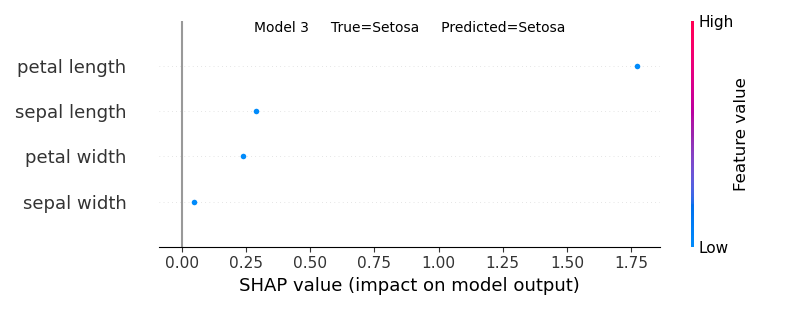 Model 3 True=Setosa Predicted=Setosa
petal length
sepal length
petal width
sepal width
0.00 0.25 0.50 0.75 1.00 1.25 1.50 1.75
SHAP value (impact on model output)
High
Feature value
Low